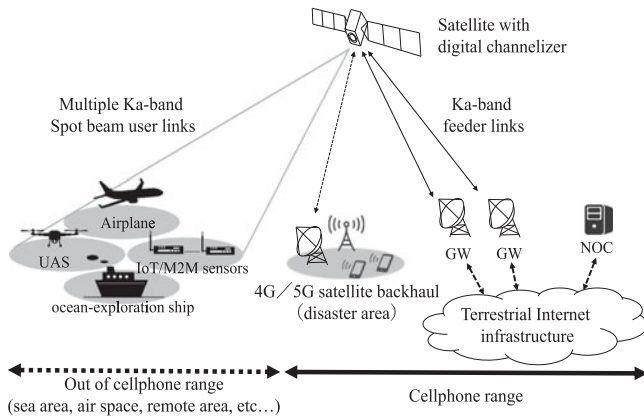 Satellite with
digital channelizer
Multiple Ka-band
Spot beam user links
Ka-band
feeder links
Airplane
UAS
IoT/M2M sensors
ocean-exploration ship
GW
GW
NOC
4G／5G satellite backhaul
（disaster area）
Terrestrial Internet
infrastructure
Out of cellphone range
(sea area, air space, remote area, etc…)
Cellphone range